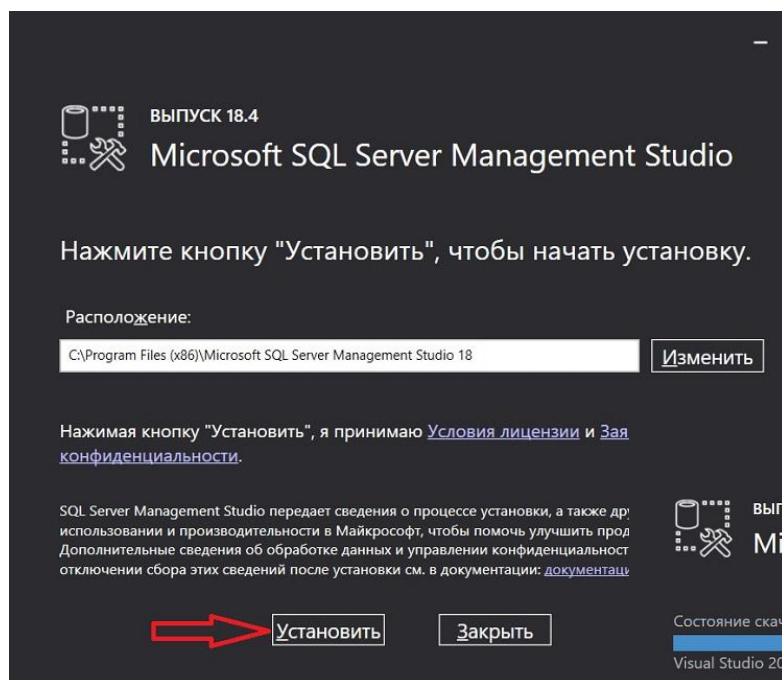 ВЫПУСК 18.4
Microsoft SQL Server Management Studio
Нажмите кнопку "Установить", чтобы начать установку.
Расположение:
C:\Program Files (x86)\Microsoft SQL Server Management Studio 18
Изменить
Нажимая кнопку "Установить", я принимаю Условия лицензии и Зая
конфиденциальности.
SQL Server Management Studio передает сведения о процессе установки, а также дру
использовании и производительности в Майкрософт, чтобы помочь улучшить прод
Дополнительные сведения об обработке данных и управлении конфиденциальност
отключении сбора этих сведений после установки см. в документации: документаци
Установить
Закрыть
ВЫП
Mi
Состояние скач
Visual Studio 20